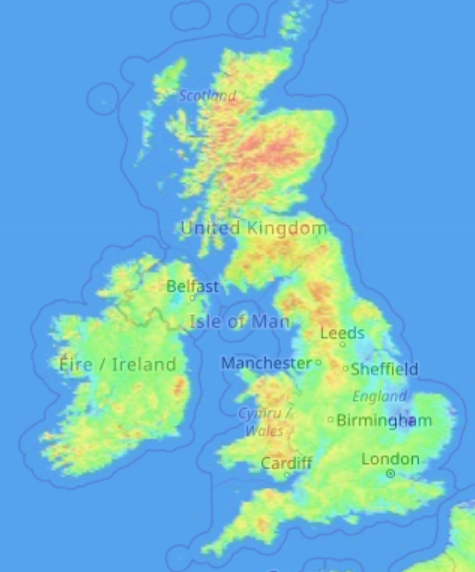 Scotland
United Kingdom
Belfast
Isle of Man
Leeds
Éire / Ireland
Manchester
Sheffield
England
Cymru /
Wales
Birmingham
Cardiff
London